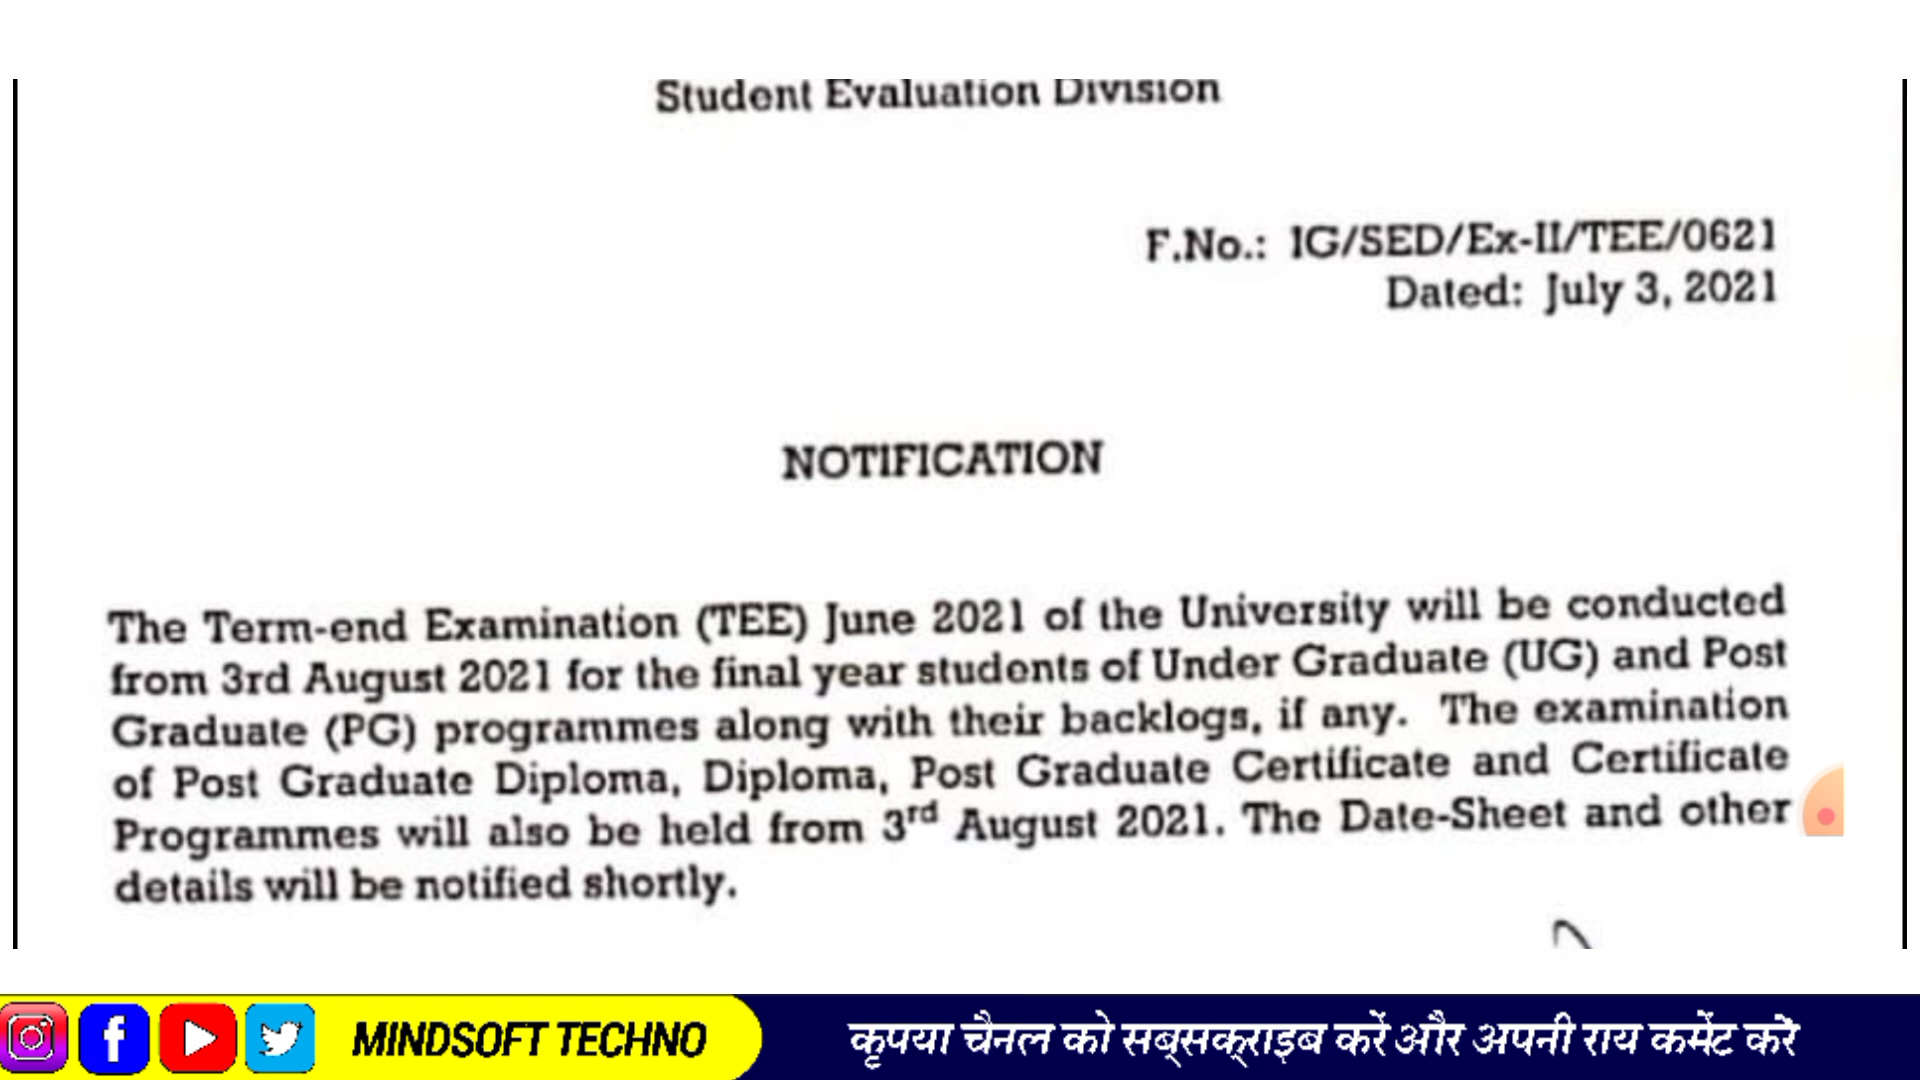 Student Evaluation Division
F.No.: IG/SED/Ex-II/TEE/0621
Dated: July 3, 2021
NOTIFICATION
The Term-end Examination (TEE) June 2021 of the University will be conducted
from 3rd August 2021 for the final year students of Under Graduate (UG) and Post
Graduate (PG) programmes along with their backlogs, if any. The examination
of Post Graduate Diploma, Diploma, Post Graduate Certificate and Certificate
Programmes will also be held from 3rd August 2021. The Date-Sheet and other
details will be notified shortly.
MINDSOFT TECHNO
कृपया चैनल को सब्सक्राइब करें और अपनी राय कमेंट करे